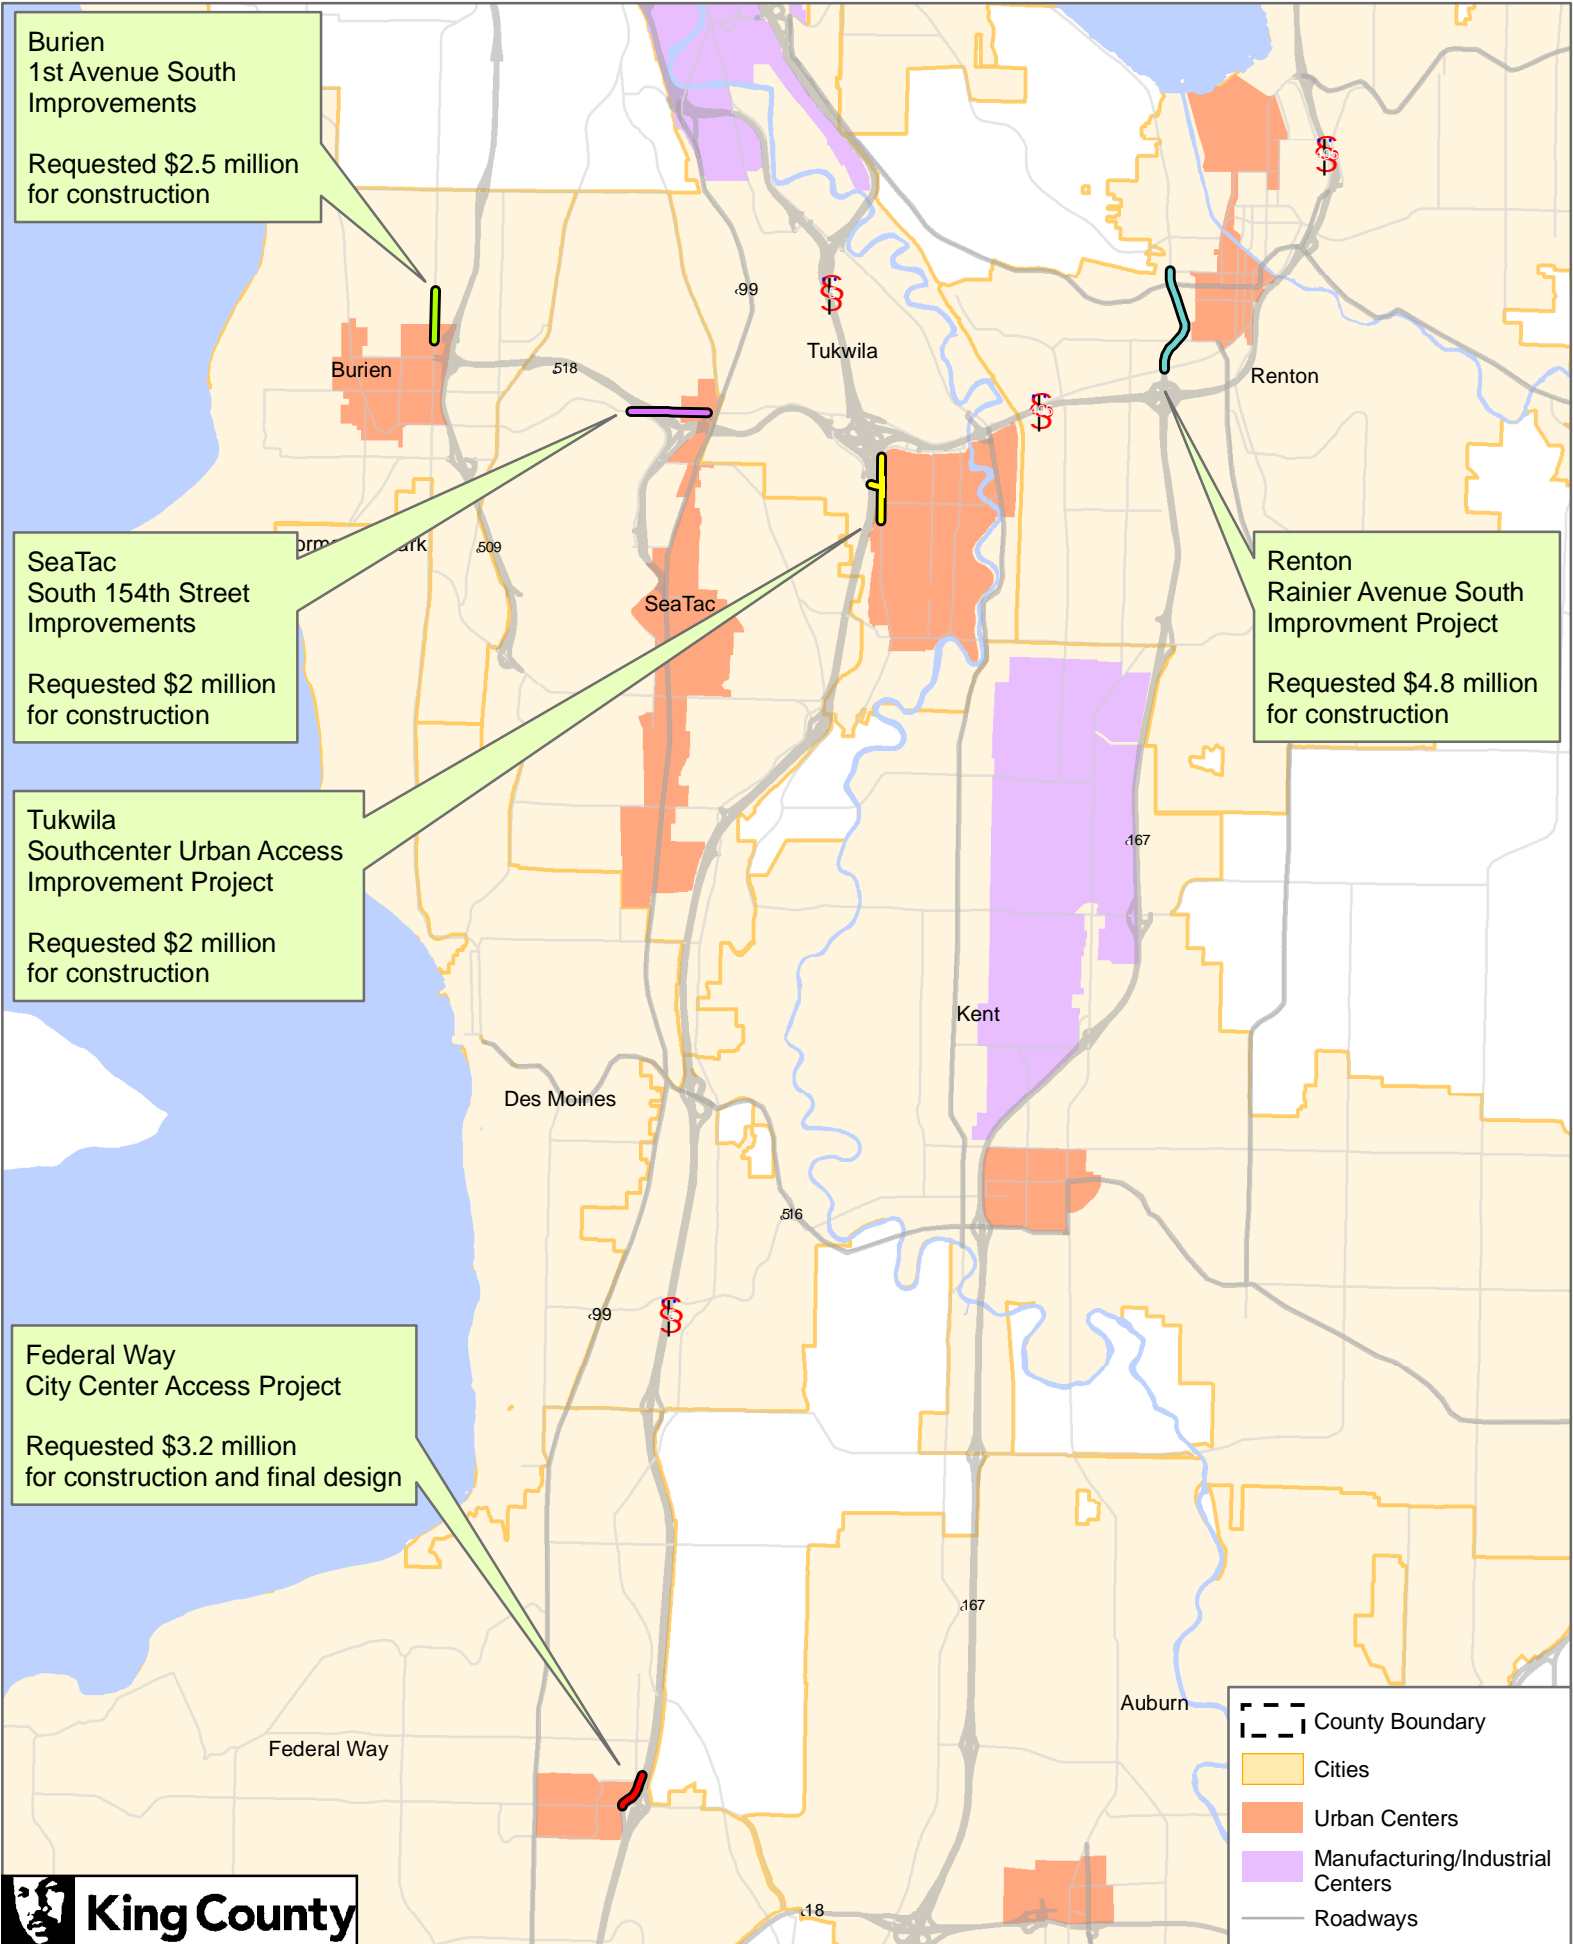 Burien
1st Avenue South
Improvements
Requested $2.5 million
for construction
99
Tukwila
Burien
518
Renton
SeaTac
South 154th Street
Improvements
Requested $2 million
for construction
509
SeaTac
Renton
Rainier Avenue South
Improvment Project
Requested $4.8 million
for construction
Tukwila
Southcenter Urban Access
Improvement Project
Requested $2 million
for construction
167
Kent
Des Moines
516
99
Federal Way
City Center Access Project
Requested $3.2 million
for construction and final design
167
Auburn
Federal Way
18
County Boundary
Cities
Urban Centers
Manufacturing/Industrial
Centers
Roadways
King County